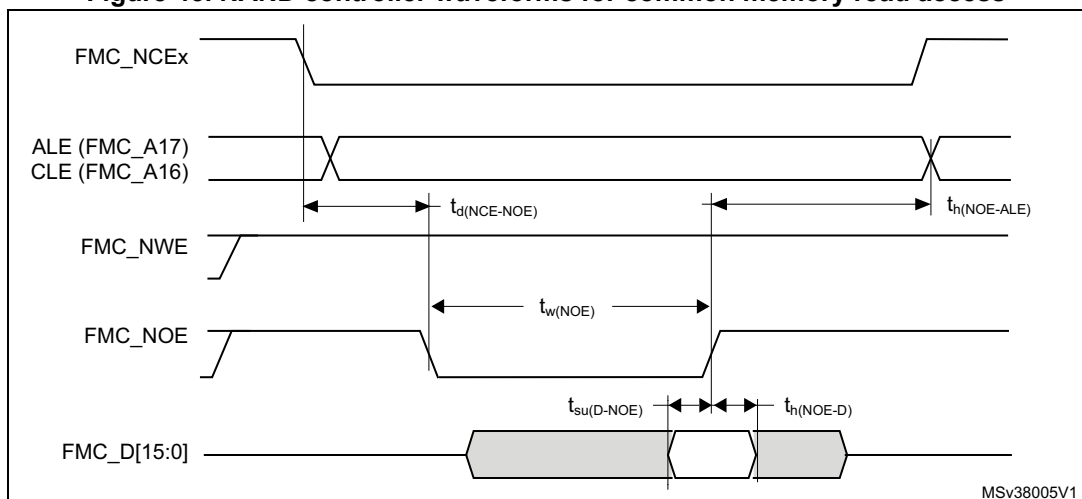 Figure 43. NAND controller waveforms for common memory read access
FMC_NCEx
ALE (FMC_A17)
CLE (FMC_A16)
td(NCE-NOE)
th(NOE-ALE)
FMC_NWE
tw(NOE)
FMC_NOE
tsu(D-NOE)
th(NOE-D)
FMC_D[15:0]
MSv38005V1